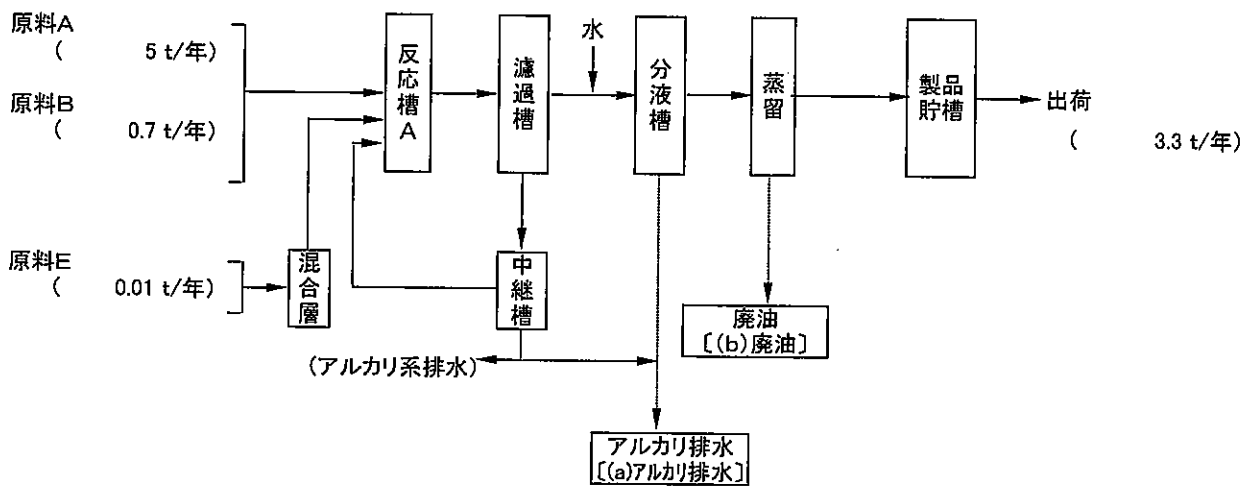 原料A
( 5 t/年)
原料B
( 0.7 t/年)
原料E
( 0.01 t/年)
混合層
反応槽A
濾過槽
中継槽
(アルカリ系排水)
水
分液槽
アルカリ排水
〔(a)アルカリ排水〕
蒸留
廃油
〔(b)廃油〕
製品
貯槽
出荷
( 3.3 t/年)